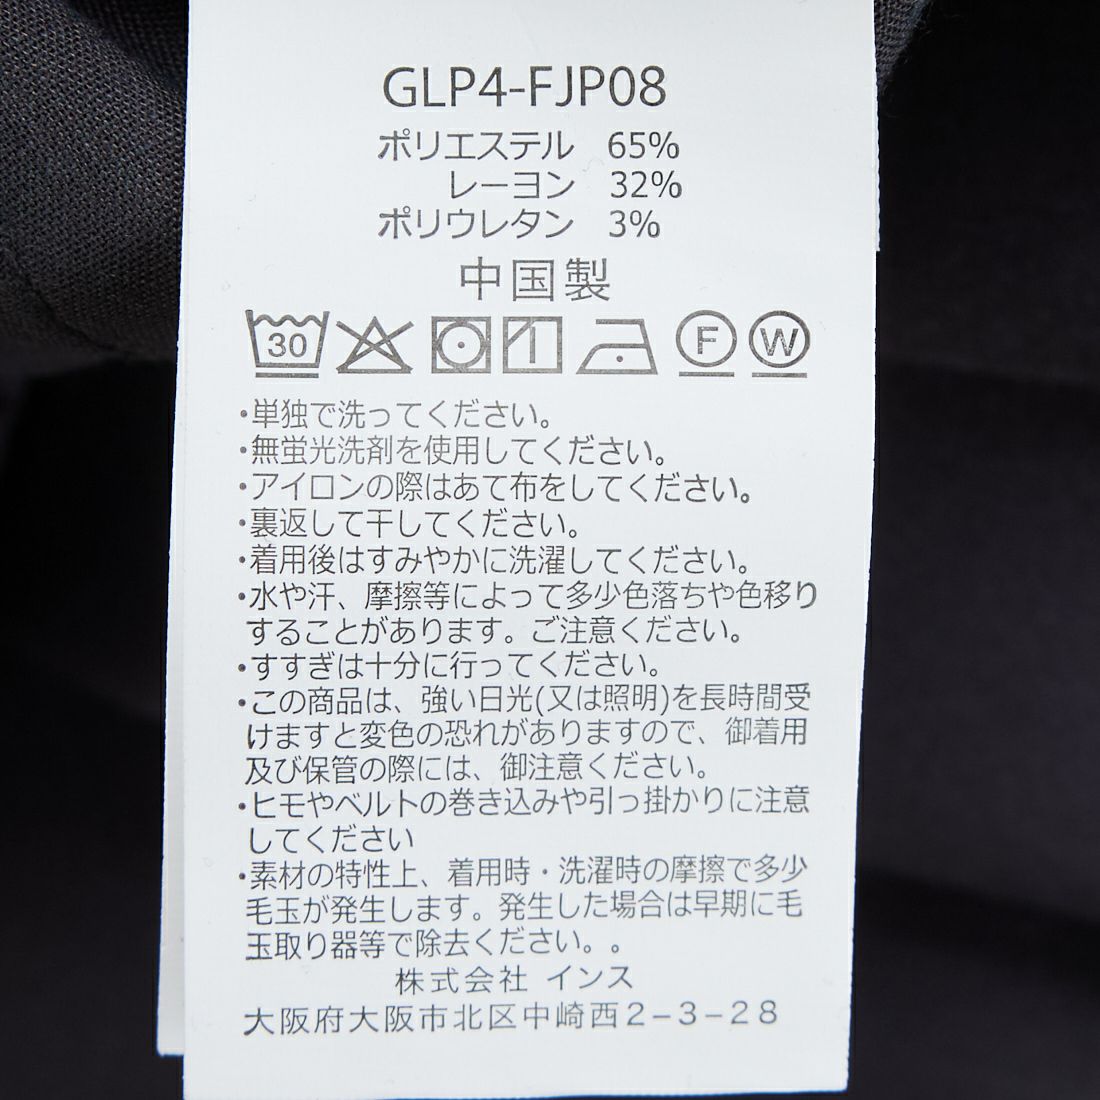 GLP4-FJP08
ポリエステル 65%
レーヨン 32%
ポリウレタン 3%
中国製
30 F W
・単独で洗ってください。
・無蛍光洗剤を使用してください。
・アイロンの際はあて布をしてください。
・裏返して干してください。
・着用後はすみやかに洗濯してください。
・水や汗、摩擦等によって多少色落ちや色移り
することがあります。ご注意ください。
・すすぎは十分に行ってください。
・この商品は、強い日光(又は照明)を長時間受
けますと変色の恐れがありますので、御着用
及び保管の際には、御注意ください。
・ヒモやベルトの巻き込みや引っ掛かりに注意
してください
・素材の特性上、着用時・洗濯時の摩擦で多少
毛玉が発生します。発生した場合は早期に毛
玉取り器等で除去ください。。
株式会社 インス
大阪府大阪市北区中崎西2−3−28